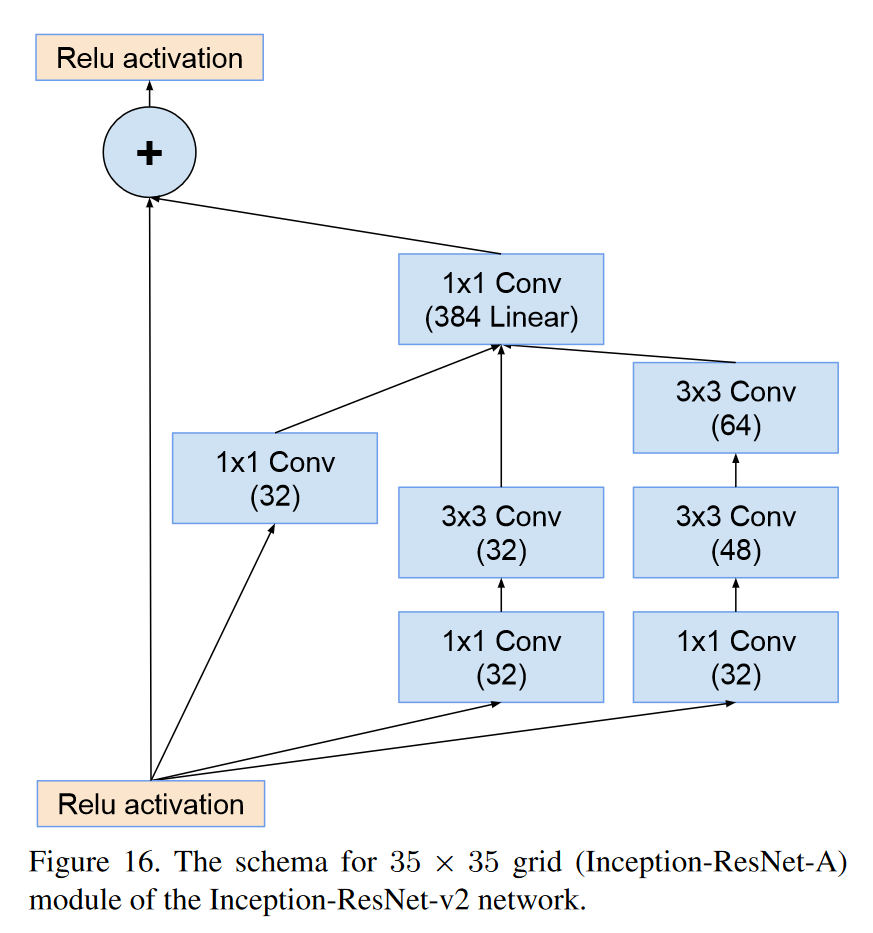 Relu activation
+
1x1 Conv
(384 Linear)
3x3 Conv
(64)
1x1 Conv
(32)
3x3 Conv
(32)
3x3 Conv
(48)
1x1 Conv
(32)
1x1 Conv
(32)
Relu activation
Figure 16. The schema for 35 × 35 grid (Inception-ResNet-A)
module of the Inception-ResNet-v2 network.